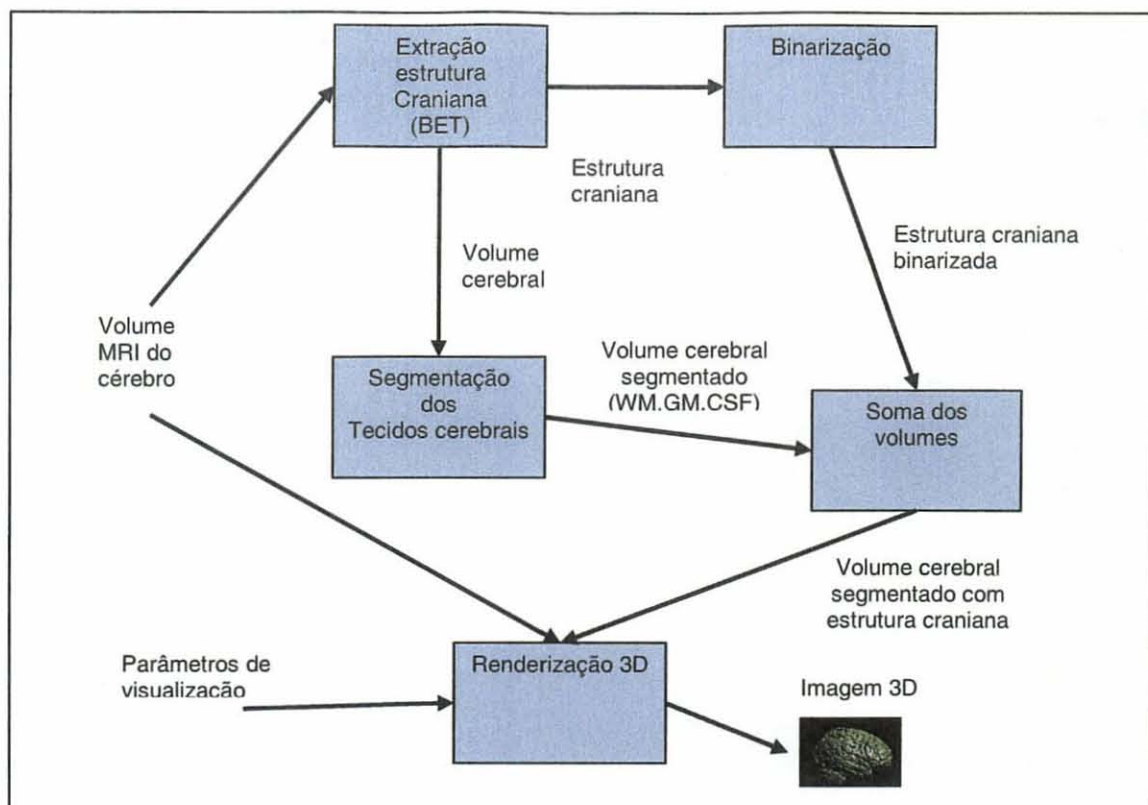 Extração
estrutura
Craniana
(BET)
Binarização
Estrutura
craniana
Estrutura craniana
binarizada
Volume
cerebral
Volume
MRI do
cérebro
Segmentação
dos
Tecidos cerebrais
Volume cerebral
segmentado
(WM.GM.CSF)
Soma dos
volumes
Volume cerebral
segmentado com
estrutura craniana
Parâmetros de
visualização
Renderização 3D
Imagem 3D